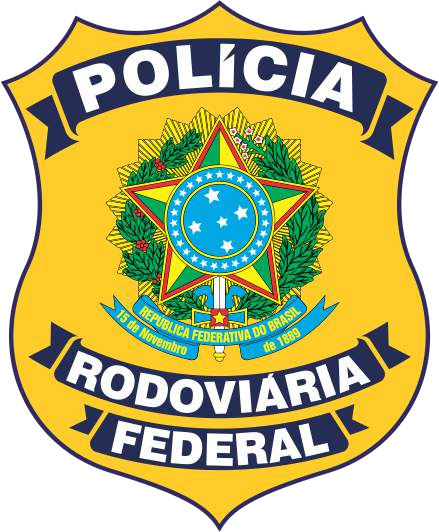 POLÍCIA
REPÚBLICA FEDERATIVA DO BRASIL
15 de Novembro de 1889
RODOVIÁRIA
FEDERAL